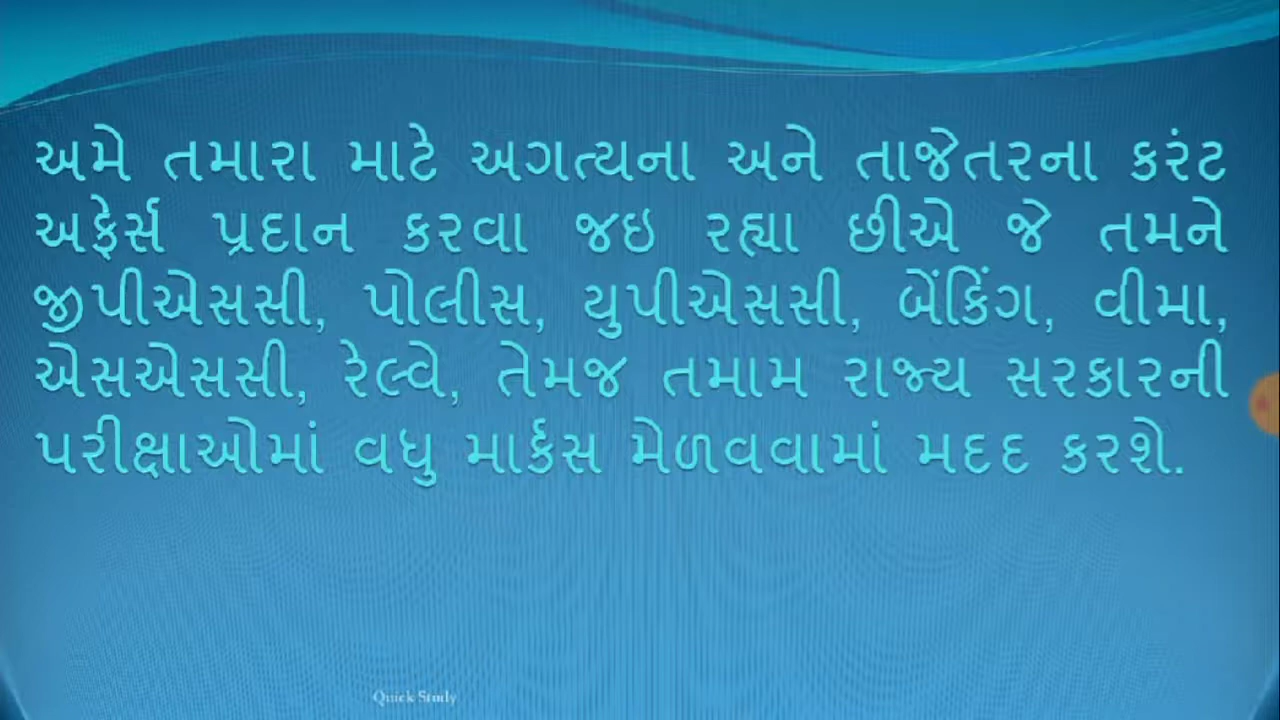 અમે તમારા માટે અગત્યના અને તાજેતરના કરંટ
અફેર્સ પ્રદાન કરવા જઇ રહ્યા છીએ જે તમને
જીપીએસસી, પોલીસ, યુપીએસસી, બેંકિંગ, વીમા,
એસએસસી, રેલ્વે, તેમજ તમામ રાજ્ય સરકારની
પરીક્ષાઓમાં વધુ માર્કસ મેળવવામાં મદદ કરશે.
Quick Study